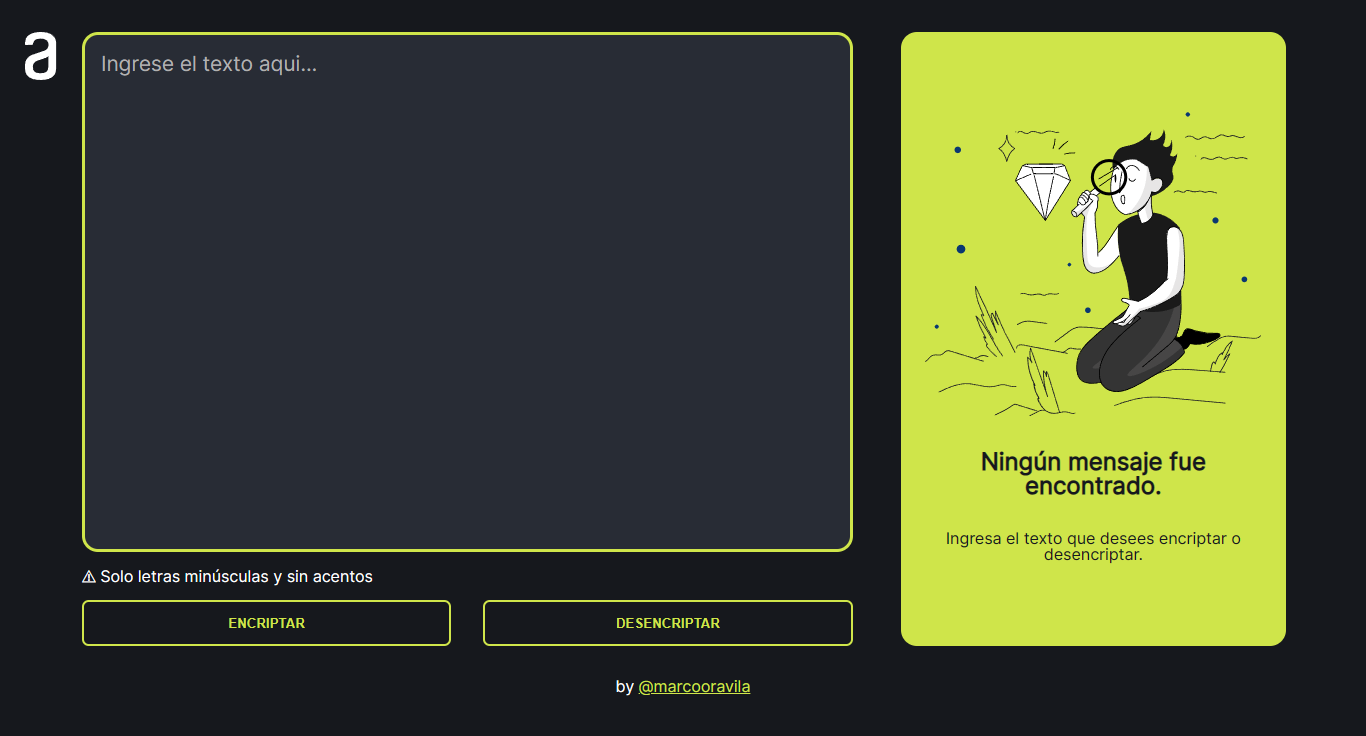 a
Ingrese el texto aqui...
⚠ Solo letras minúsculas y sin acentos
ENCRIPTAR
DESENCRIPTAR
Ningún mensaje fue
encontrado.
Ingresa el texto que desees encriptar o
desencriptar.
by @marcooravila